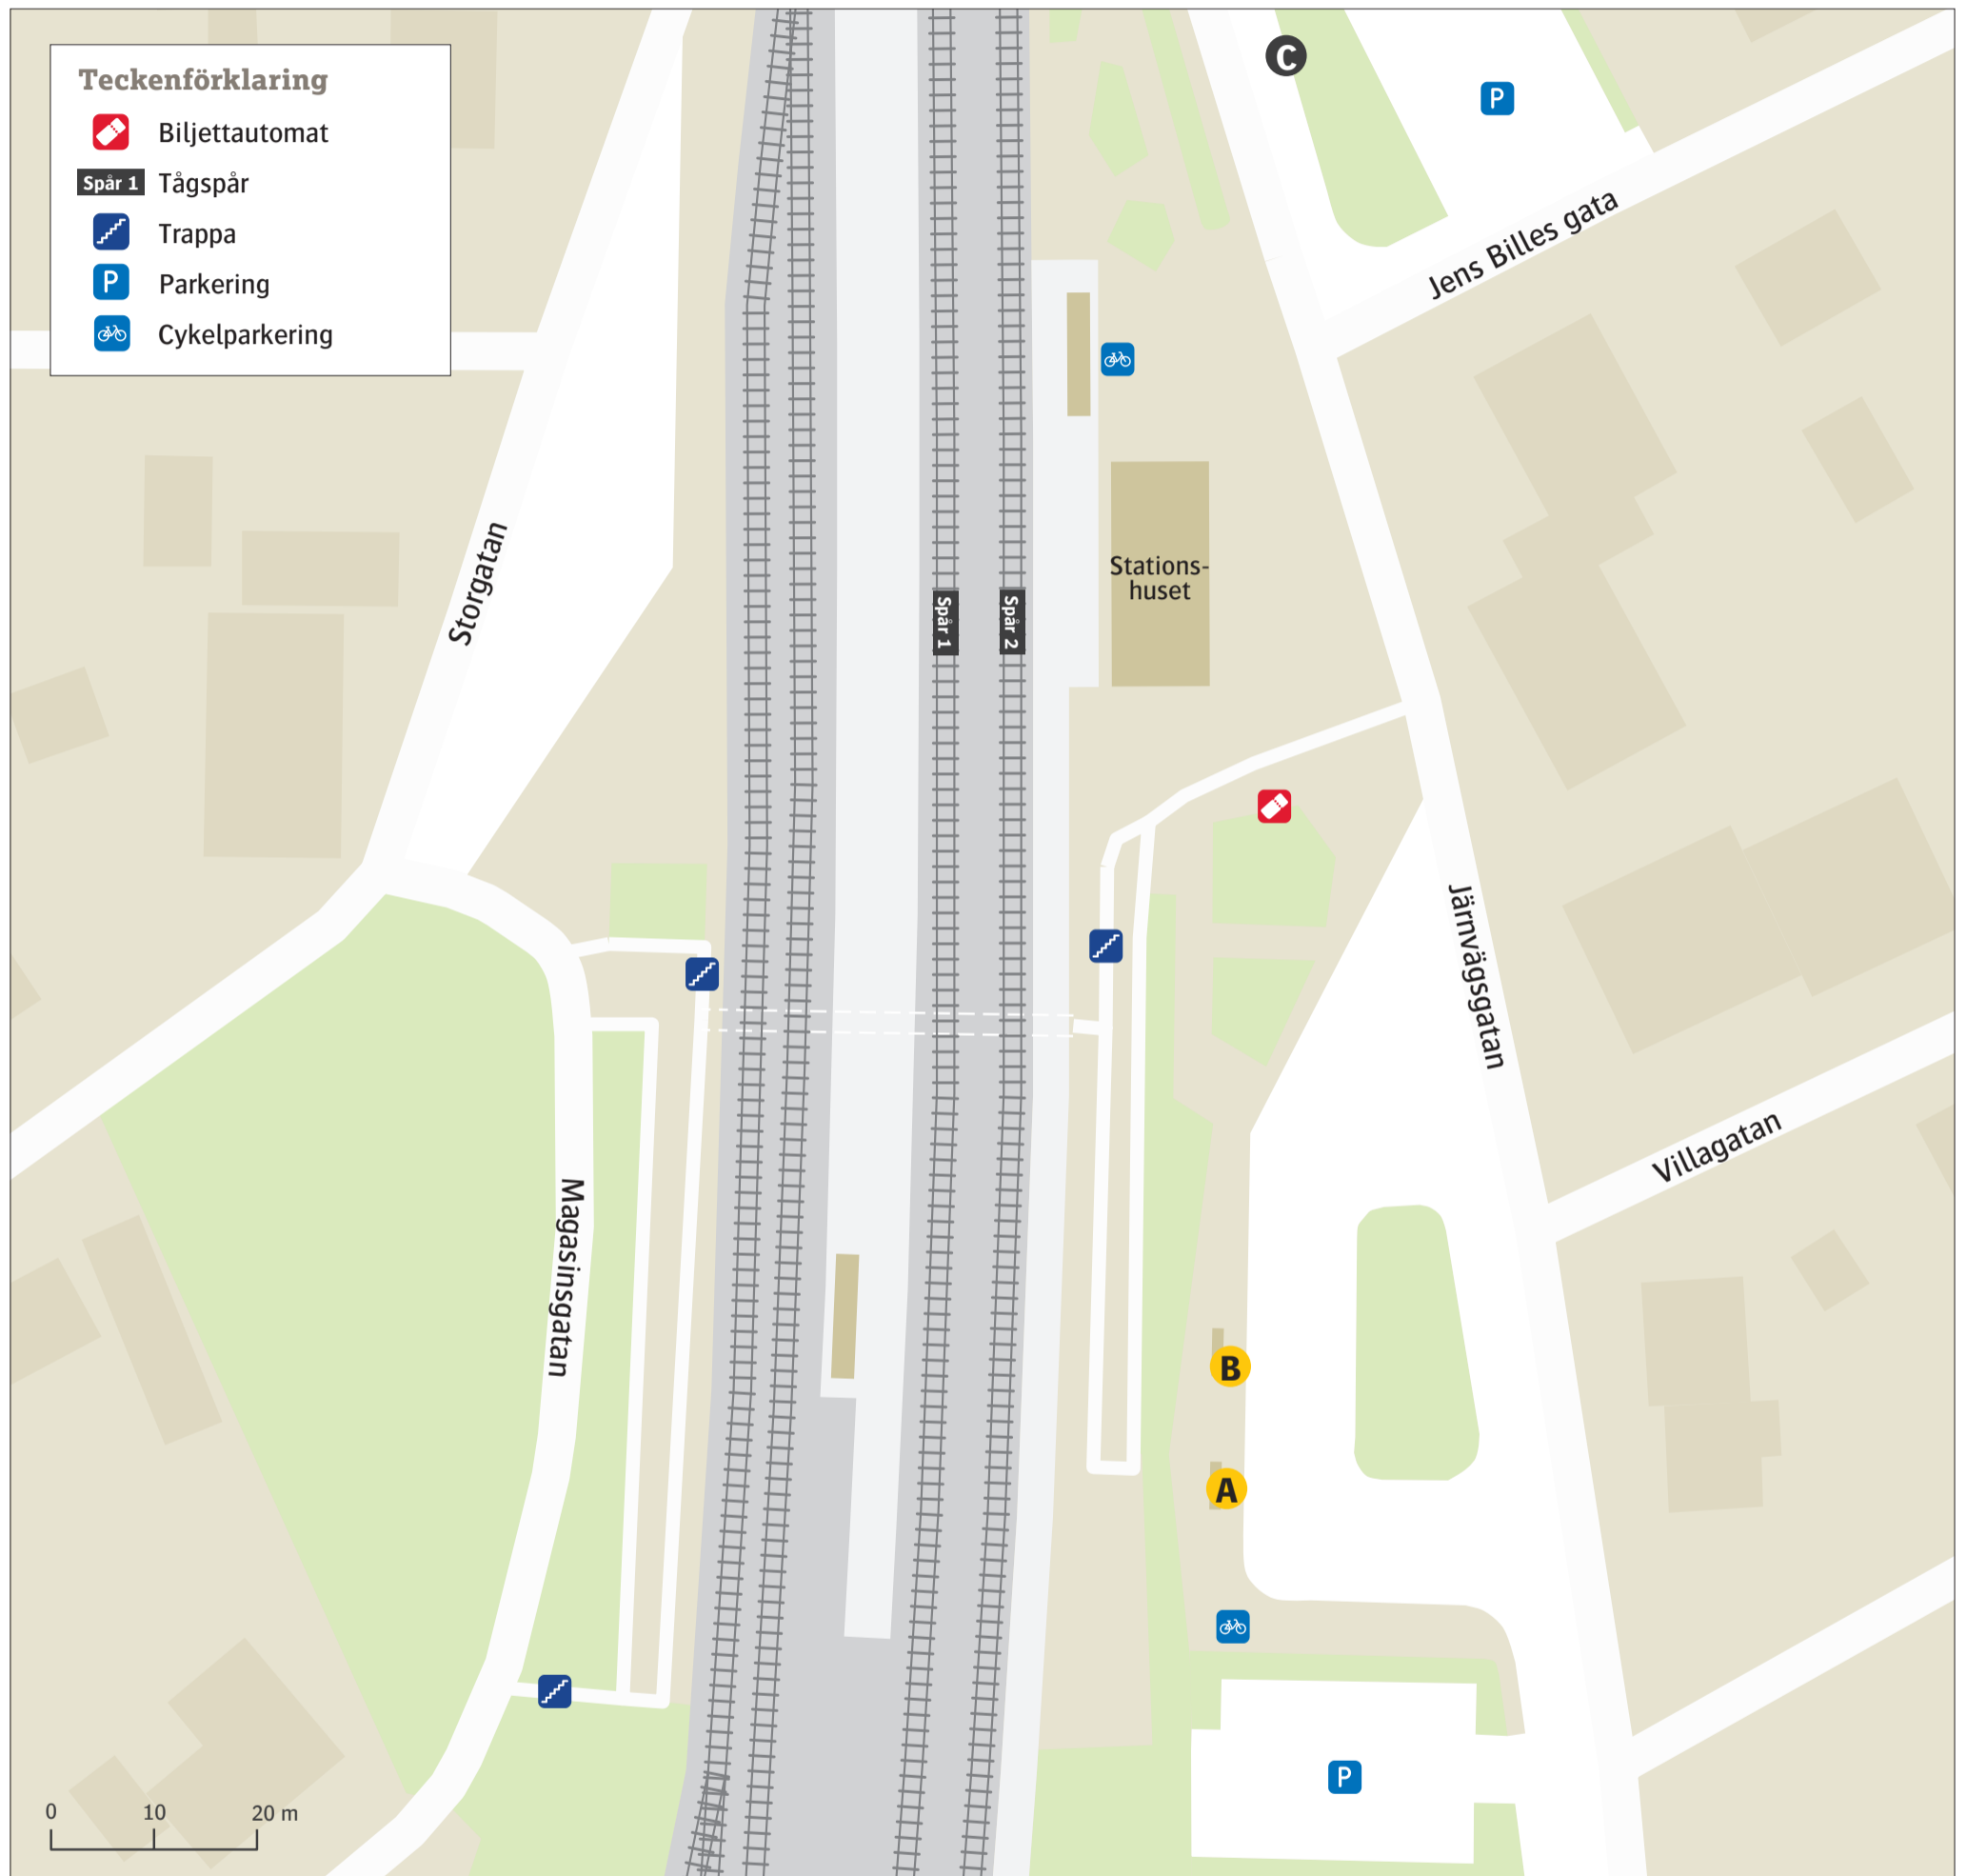 Teckenförklaring
Biljettautomat
Spår 1 Tågspår
Trappa
P Parkering
Cykelparkering
C
P
Jens Billes gata
Storgatan
Stations-
huset
Spår 1
Spår 2
Järnvägsgatan
Villagatan
Magasinsgatan
B
A
P
0 10 20 m